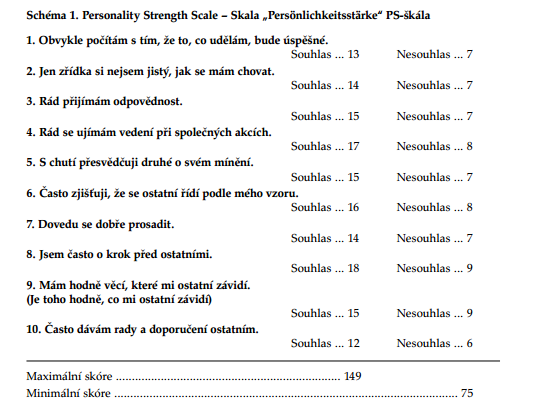 Schéma 1. Personality Strength Scale – Skala „Persönlichkeitsstärke“ PS-škála
1. Obvykle počítám s tím, že to, co udělám, bude úspěšné.
Souhlas ... 13 Nesouhlas ... 7
2. Jen zřídka si nejsem jistý, jak se mám chovat.
Souhlas ... 14 Nesouhlas ... 7
3. Rád přijímám odpovědnost.
Souhlas ... 15 Nesouhlas ... 7
4. Rád se ujímám vedení při společných akcích.
Souhlas ... 17 Nesouhlas ... 8
5. S chutí přesvědčuji druhé o svém mínění.
Souhlas ... 15 Nesouhlas ... 7
6. Často zjišťuji, že se ostatní řídí podle mého vzoru.
Souhlas ... 16 Nesouhlas ... 8
7. Dovedu se dobře prosadit.
Souhlas ... 14 Nesouhlas ... 7
8. Jsem často o krok před ostatními.
Souhlas ... 18 Nesouhlas ... 9
9. Mám hodně věcí, které mi ostatní závidí.
(Je toho hodně, co mi ostatní závidí)
Souhlas ... 15 Nesouhlas ... 9
10. Často dávám rady a doporučení ostatním.
Souhlas ... 12 Nesouhlas ... 6
Maximální skóre ..................................................................... 149
Minimální skóre .......................................................................................................... 75